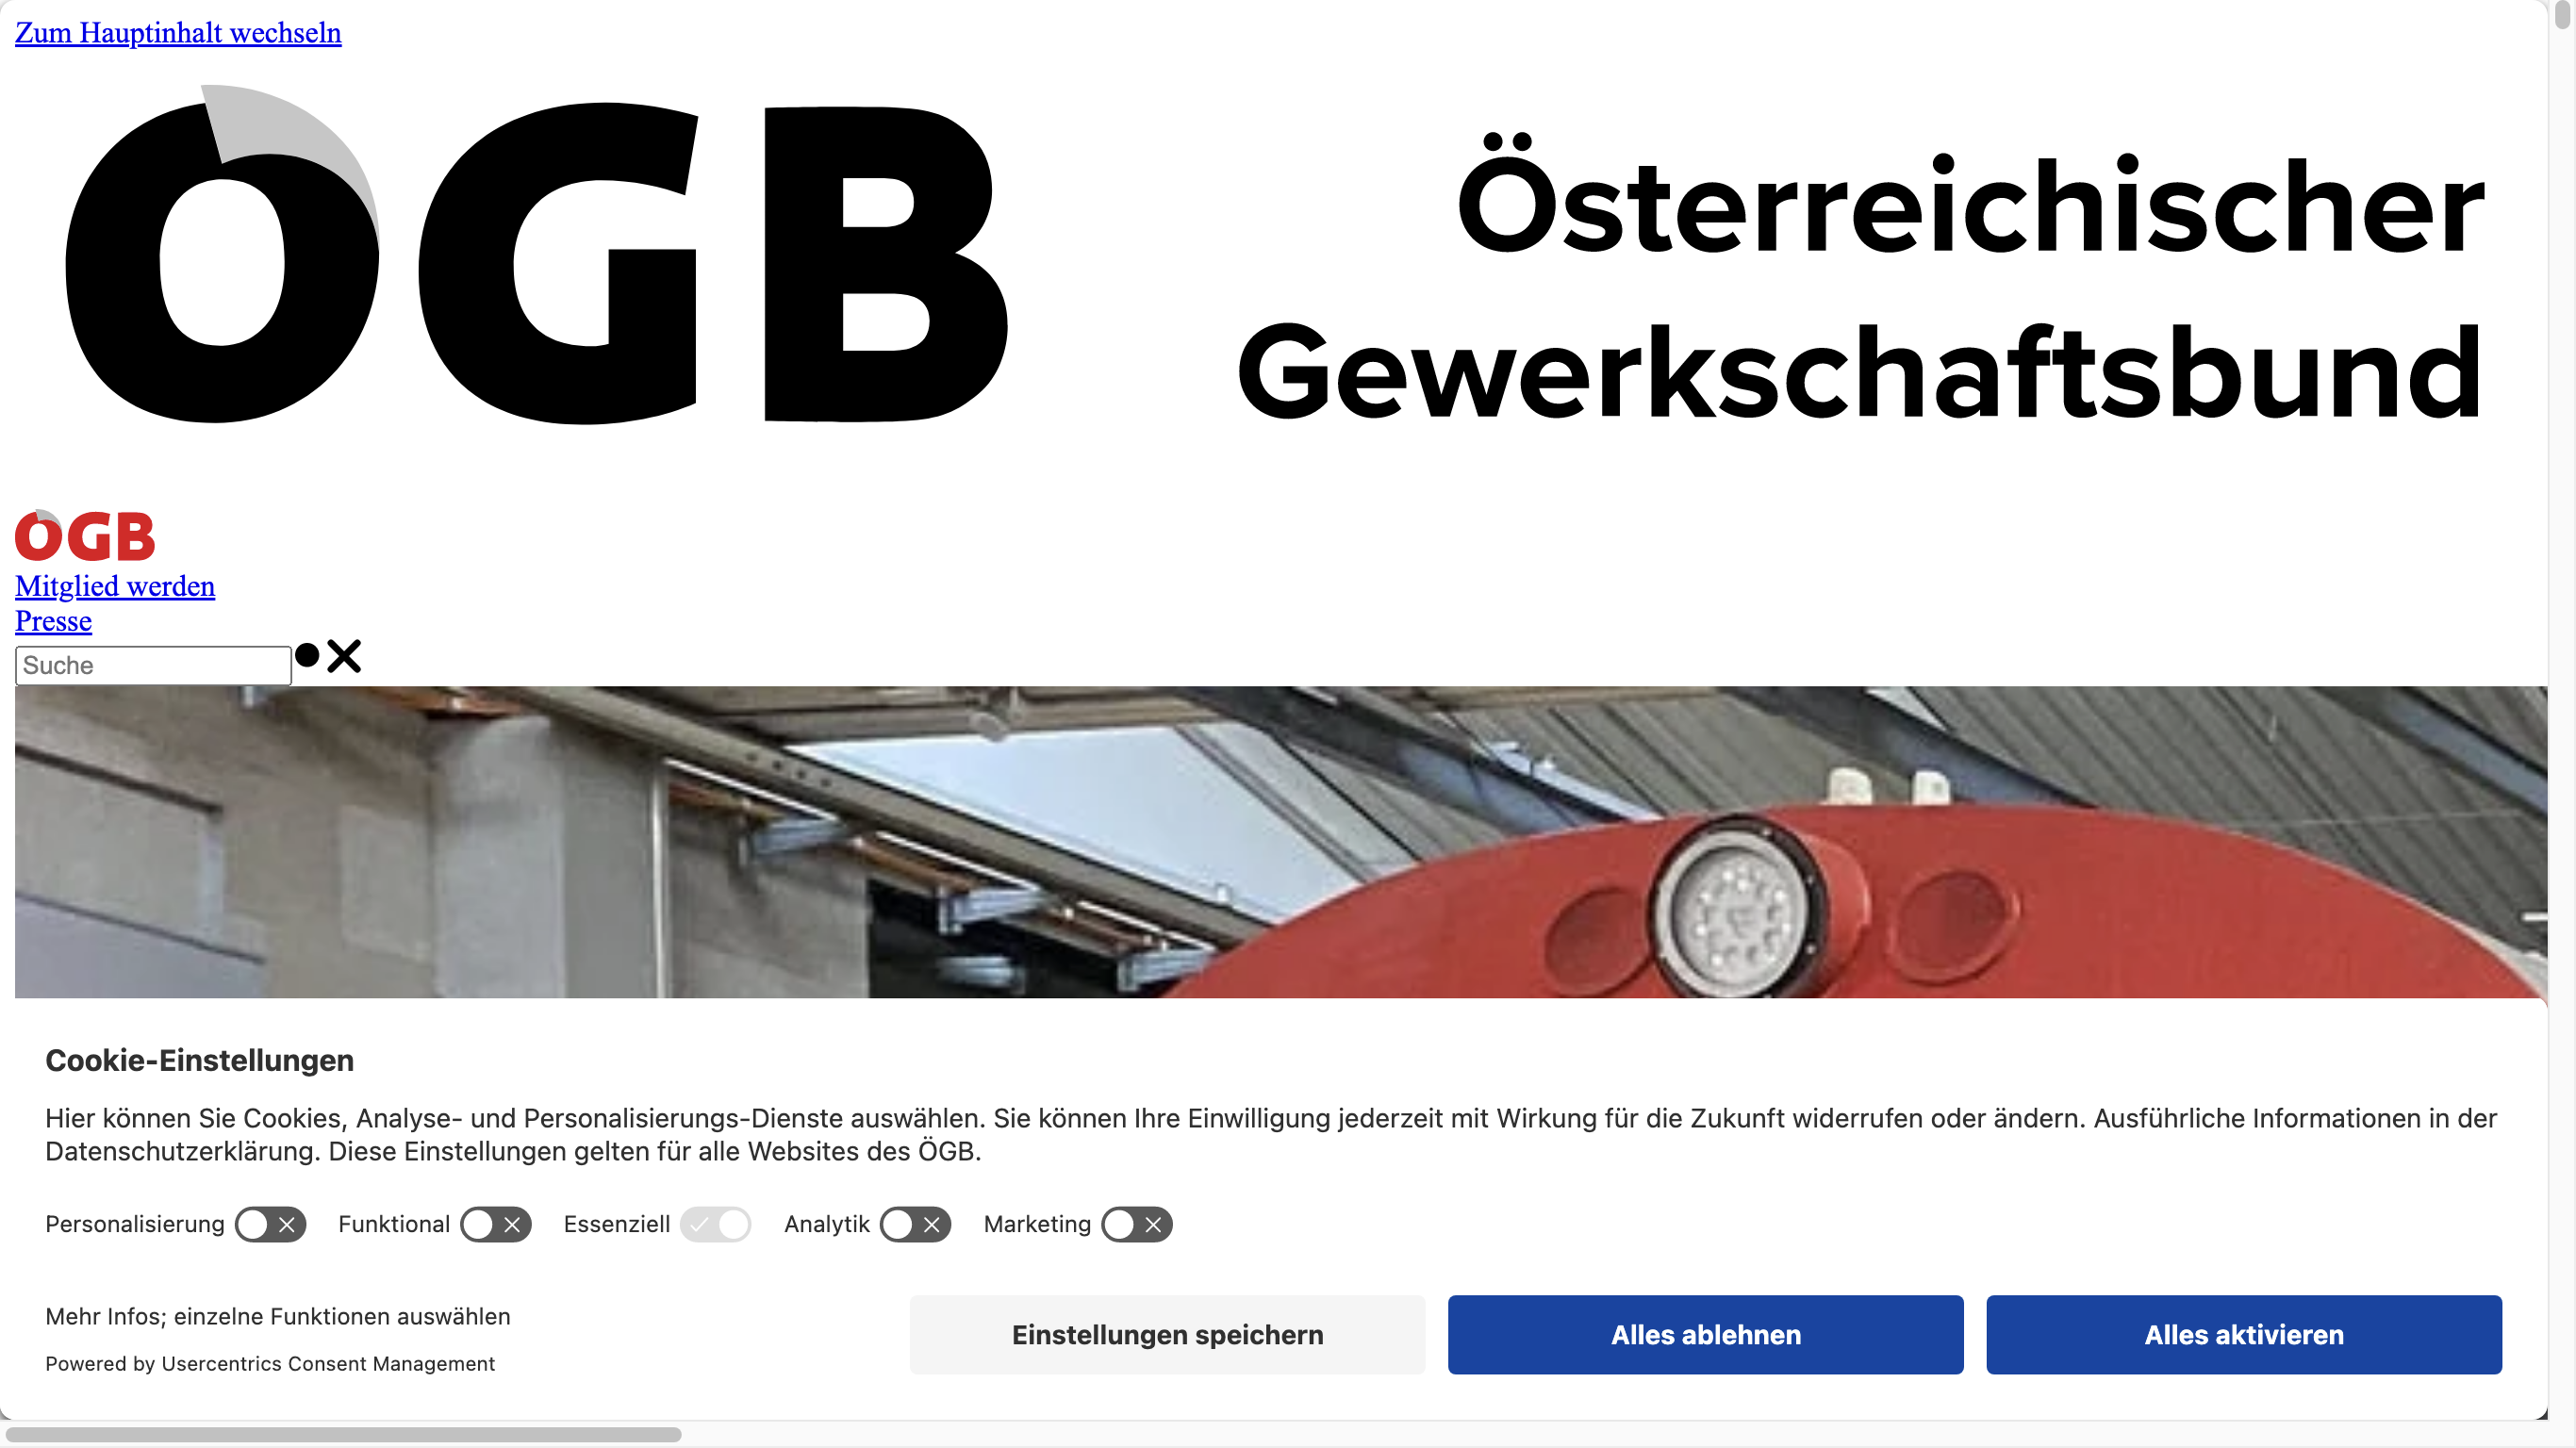 Zum Hauptinhalt wechseln
ÖGB
Österreichischer
Gewerkschaftsbund
ÖGB
Mitglied werden
Presse
Suche
Cookie-Einstellungen
Hier können Sie Cookies, Analyse- und Personalisierungs-Dienste auswählen. Sie können Ihre Einwilligung jederzeit mit Wirkung für die Zukunft widerrufen oder ändern. Ausführliche Informationen in der
Datenschutzerklärung. Diese Einstellungen gelten für alle Websites des ÖGB.
Personalisierung Funktional Essenziell Analytik Marketing
Mehr Infos; einzelne Funktionen auswählen
Einstellungen speichern Alles ablehnen Alles aktivieren
Powered by Usercentrics Consent Management